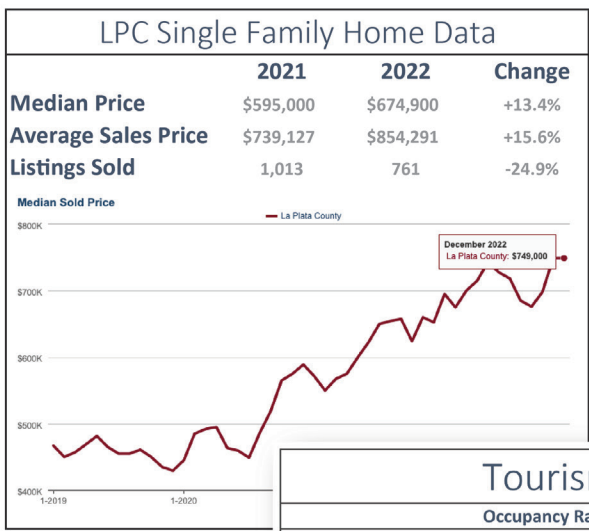 LPC Single Family Home Data
2021 2022 Change
Median Price $595,000 $674,900 +13.4%
Average Sales Price $739,127 $854,291 +15.6%
Listings Sold 1,013 761 -24.9%
Median Sold Price
La Plata County
$800K
December 2022
La Plata County: $749,000
$700K
$600K
$500K
$400K
1-2019 1-2020
Touris
Occupancy Ra